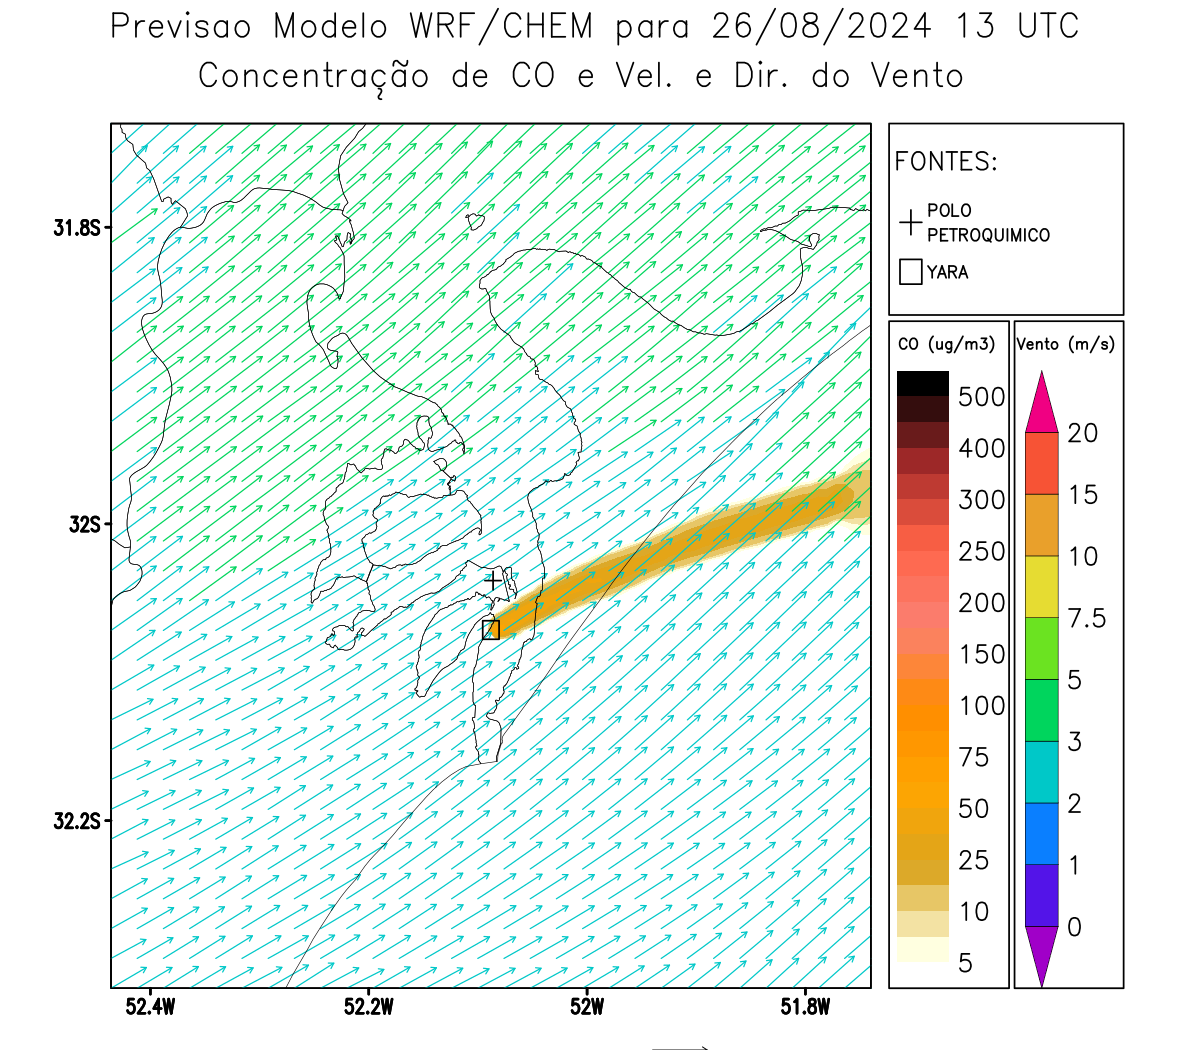 Previsao Modelo WRF/CHEM para 26/08/2024 13 UTC
Concentração de CO e Vel. e Dir. do Vento
FONTES:
POLO
PETROQUIMICO
YARA
CO (ug/m3)
500
400
300
250
200
150
100
75
50
25
10
5
Vento (m/s)
20
15
10
7.5
5
3
2
1
0
31.8S
32S
32.2S
52.4W
52.2W
52W
51.8W